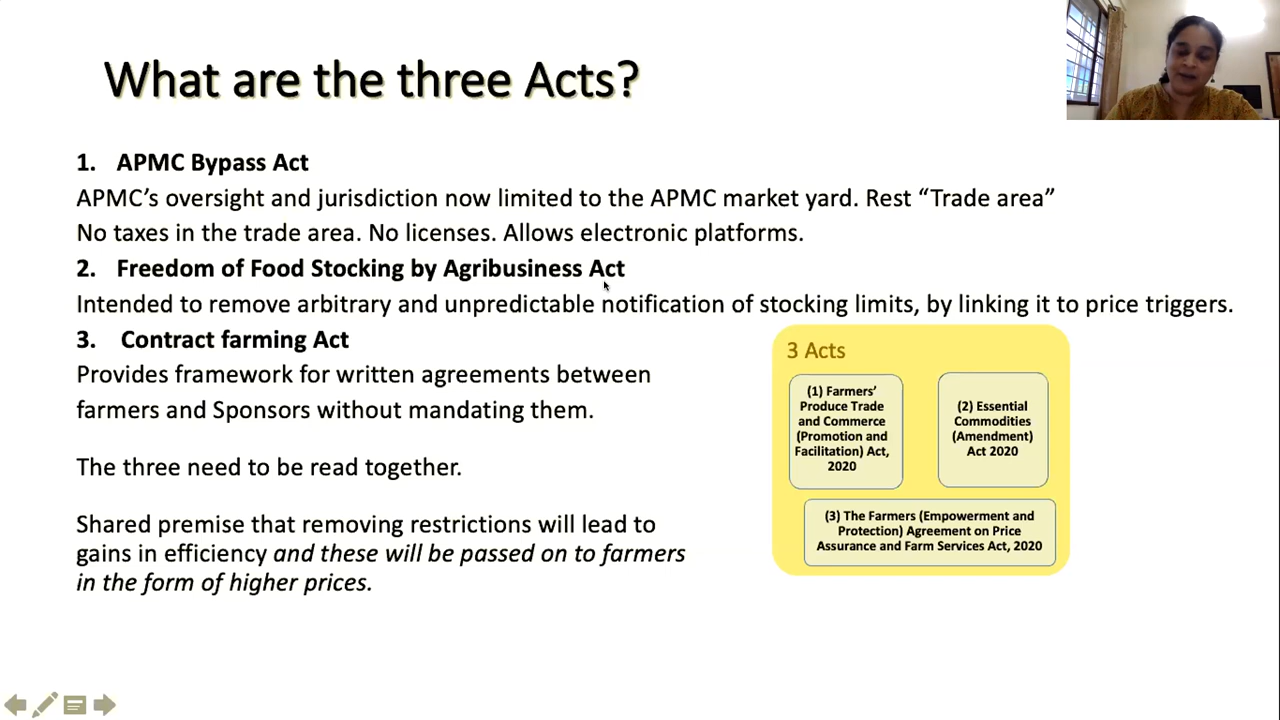 What are the three Acts?
1. APMC Bypass Act
APMC’s oversight and jurisdiction now limited to the APMC market yard. Rest “Trade area”
No taxes in the trade area. No licenses. Allows electronic platforms.
2. Freedom of Food Stocking by Agribusiness Act
Intended to remove arbitrary and unpredictable notification of stocking limits, by linking it to price triggers.
3. Contract farming Act
Provides framework for written agreements between
farmers and Sponsors without mandating them.
The three need to be read together.
Shared premise that removing restrictions will lead to
gains in efficiency and these will be passed on to farmers
in the form of higher prices.
3 Acts
(1) Farmers’
Produce Trade
and Commerce
(Promotion and
Facilitation) Act,
2020
(2) Essential
Commodities
(Amendment)
Act 2020
(3) The Farmers (Empowerment and
Protection) Agreement on Price
Assurance and Farm Services Act, 2020